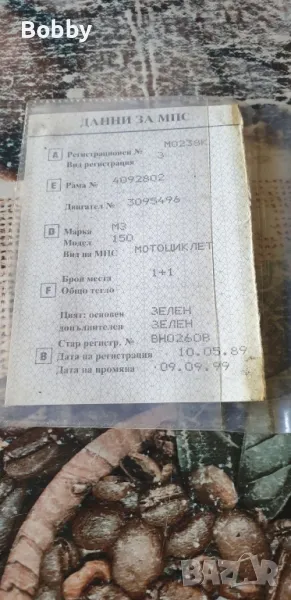 Bobby
ДАННИ ЗА МПС
A Регистрационен № М0238К
Вид регистрация 3
E Рама № 4092802
Двигател № 3095496
D Марка МЗ
Модел 150
Вид на МПС МОТОЦИКЛЕТ
Брой места 1+1
F Общо тегло
Цвят: основен ЗЕЛЕН
допълнителен ЗЕЛЕН
Стар регистр. № ВН0260В
B Дата на регистрация 10.05.89
Дата на промяна 09.09.99
BAZAR